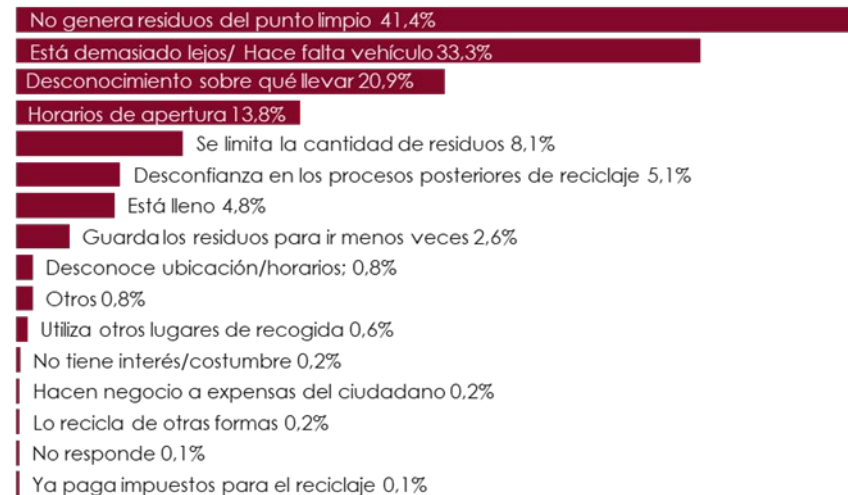 No genera residuos del punto limpio 41,4%
Está demasiado lejos/ Hace falta vehículo 33,3%
Desconocimiento sobre qué llevar 20,9%
Horarios de apertura 13,8%
Se limita la cantidad de residuos 8,1%
Desconfianza en los procesos posteriores de reciclaje 5,1%
Está lleno 4,8%
Guarda los residuos para ir menos veces 2,6%
Desconoce ubicación/horarios; 0,8%
Otros 0,8%
Utiliza otros lugares de recogida 0,6%
No tiene interés/costumbre 0,2%
Hacen negocio a expensas del ciudadano 0,2%
Lo recicla de otras formas 0,2%
No responde 0,1%
Ya paga impuestos para el reciclaje 0,1%